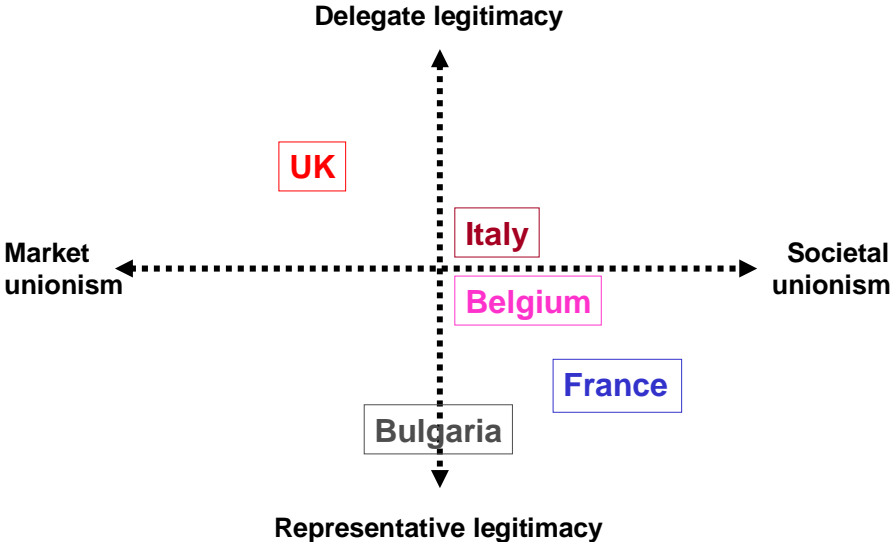 Delegate legitimacy
UK
Italy
Market
unionism
Societal
unionism
Belgium
France
Bulgaria
Representative legitimacy